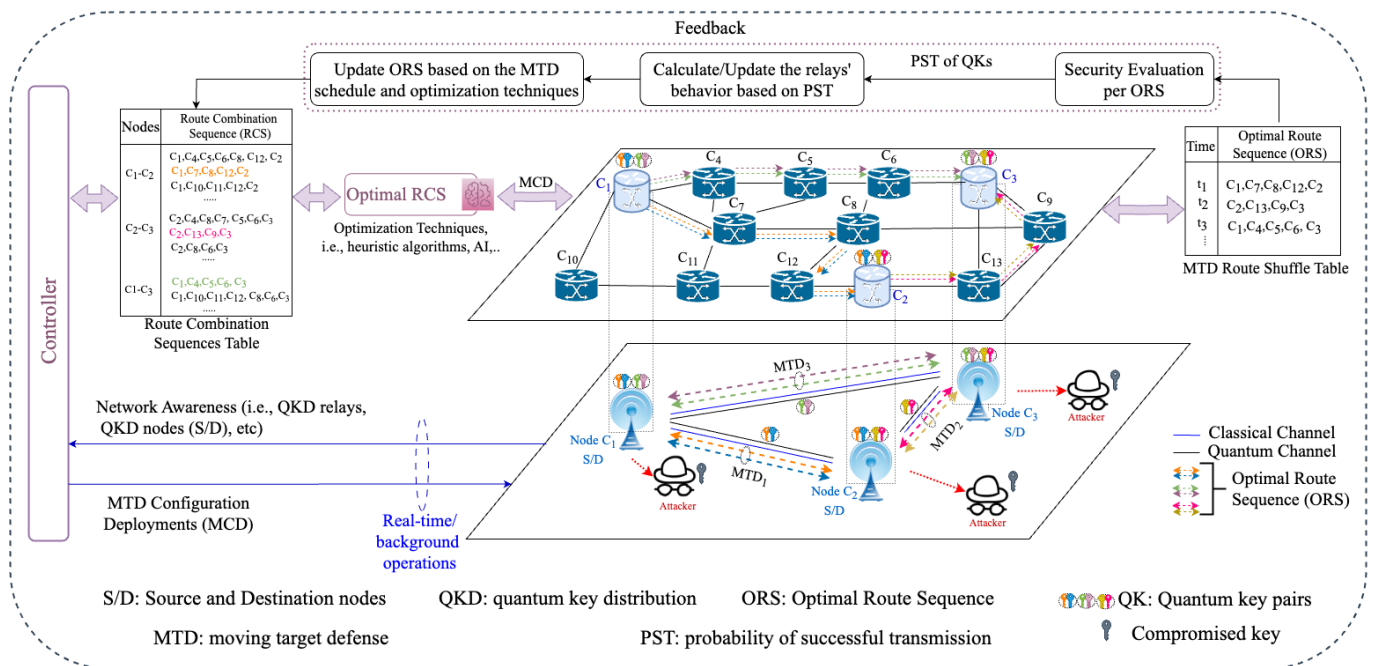 Feedback
Update ORS based on the MTD
schedule and optimization techniques
Calculate/Update the relays'
behavior based on PST
PST of QKs
Security Evaluation
per ORS
Controller
Nodes
Route Combination
Sequence (RCS)
C1-C2
C1,C4,C5,C6,C8, C12, C2
C1,C7,C8,C12,C2
C1,C10,C11,C12,C2
.....
C2-C3
C2,C4,C8,C7, C5,C6,C3
C2,C13,C9,C3
C2,C8,C6,C3
.....
C1-C3
C1,C4,C5,C6, C3
C1,C10,C11,C12, C8,C6,C3
.....
Route Combination
Sequences Table
Optimal RCS
Optimization Techniques,
i.e., heuristic algorithms, AI,..
MCD
C1
C4
C5
C6
C3
C7
C8
C9
C10
C11
C12
C2
C13
Time
Optimal Route
Sequence (ORS)
t1
C1,C7,C8,C12,C2
t2
C2,C13,C9,C3
t3
C1,C4,C5,C6, C3
⋮
MTD Route Shuffle Table
Network Awareness (i.e., QKD relays,
QKD nodes (S/D), etc)
MTD Configuration
Deployments (MCD)
Real-time/
background
operations
MTD3
MTD2
MTD1
Node C1
S/D
Node C2
S/D
Node C3
S/D
Attacker
Attacker
Attacker
Classical Channel
Quantum Channel
Optimal Route
Sequence (ORS)
S/D: Source and Destination nodes
QKD: quantum key distribution
ORS: Optimal Route Sequence
QK: Quantum key pairs
MTD: moving target defense
PST: probability of successful transmission
Compromised key